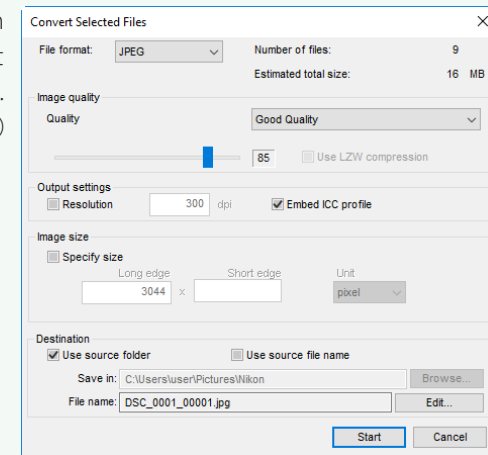 Convert Selected Files
File format: JPEG Number of files: 9
Estimated total size: 16 MB
Image quality
Quality Good Quality
85 Use LZW compression
Output settings
Resolution 300 dpi Embed ICC profile
Image size
Specify size
Long edge Short edge Unit
3044 x pixel
Destination
Use source folder Use source file name
Save in: C:\Users\user\Pictures\Nikon Browse...
File name: DSC_0001_00001.jpg Edit...
Start Cancel